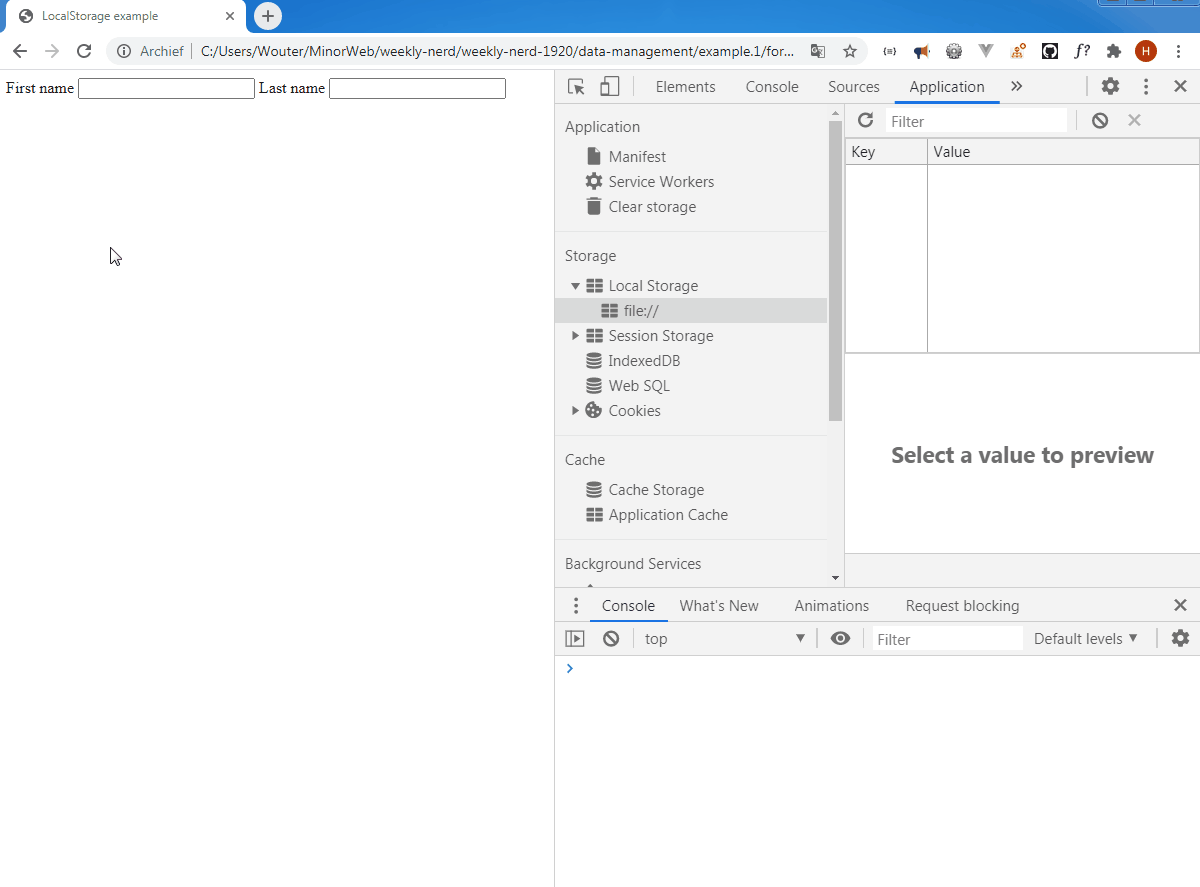 LocalStorage example
Archief C:/Users/Wouter/MinorWeb/weekly-nerd/weekly-nerd-1920/data-management/example.1/for...
f?
H
First name Last name
Elements Console Sources Application »
Application
Manifest
Service Workers
Clear storage
Storage
Local Storage
file://
Session Storage
IndexedDB
Web SQL
Cookies
Cache
Cache Storage
Application Cache
Background Services
Filter
Key Value
Select a value to preview
Console What's New Animations Request blocking
top Filter Default levels